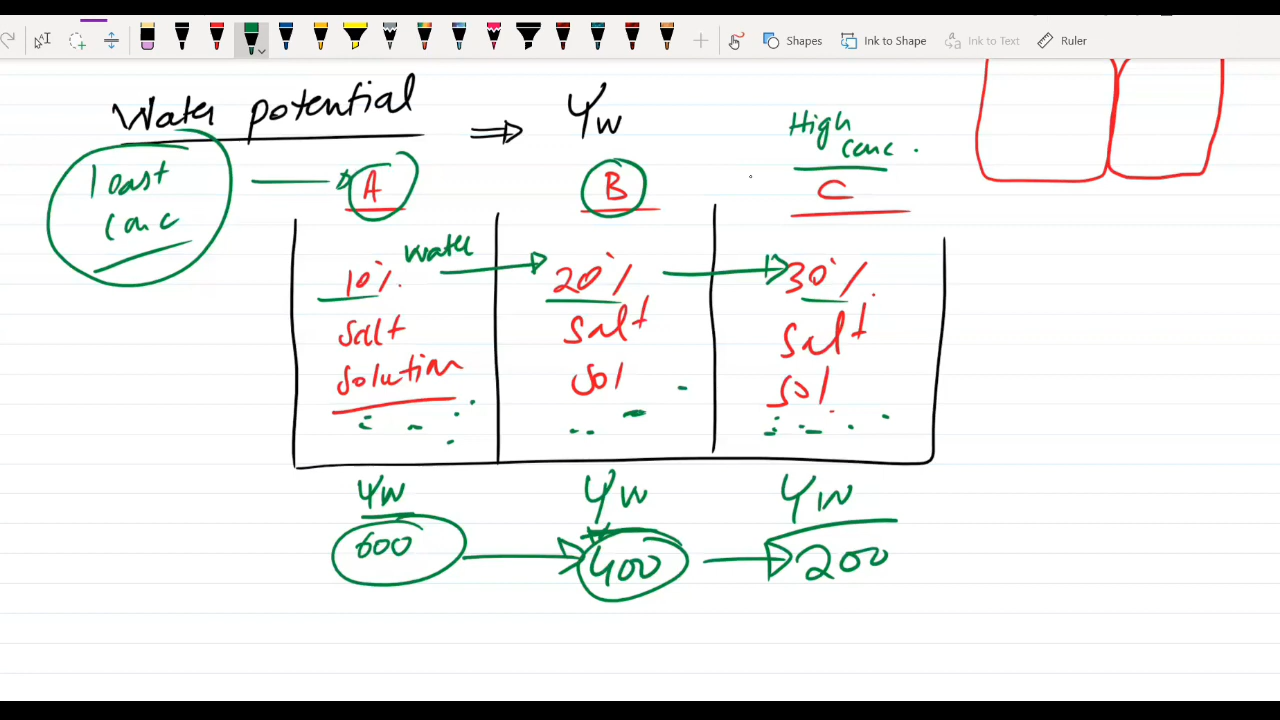 Shapes
Ink to Shape
Ink to Text
Ruler
Water potential ⇒ Ψw
High
conc.
least
conc
A
B
C
water
10%.
salt
solution
20%
salt
sol
30%.
salt
sol.
Ψw
Ψw
Ψw
600
400
200